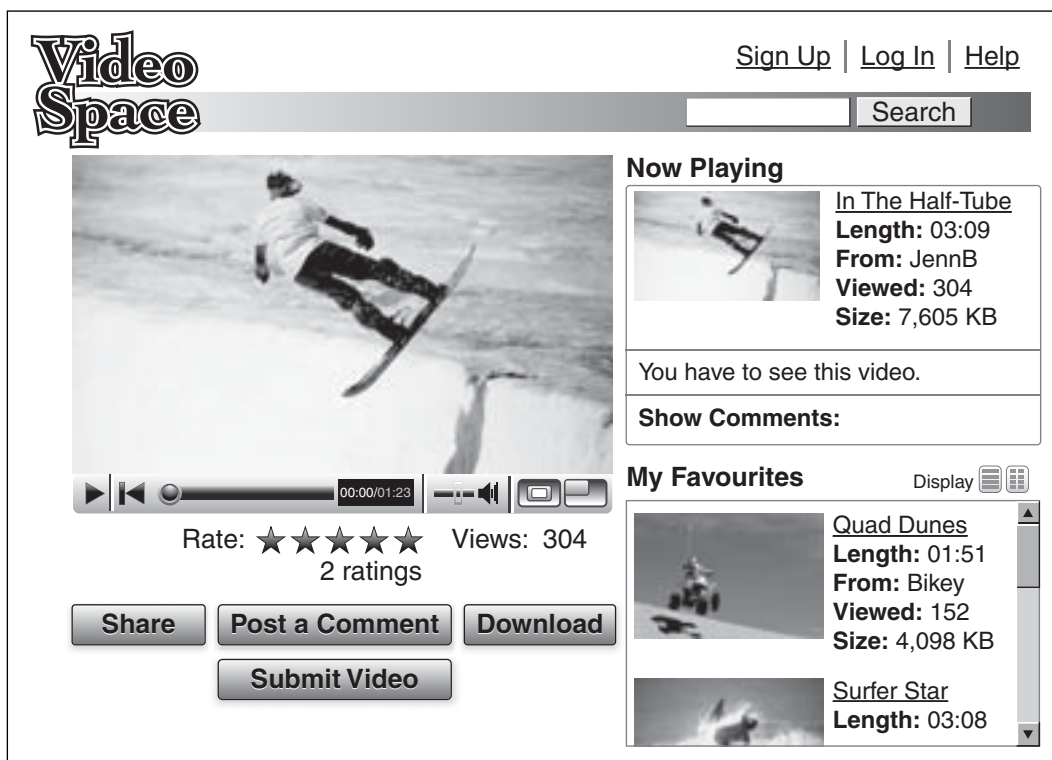 Video
Space
Sign Up | Log In | Help
Search
00:00/01:23
Rate: Views: 304
2 ratings
Share Post a Comment Download
Submit Video
Now Playing
In The Half-Tube
Length: 03:09
From: JennB
Viewed: 304
Size: 7,605 KB
You have to see this video.
Show Comments:
My Favourites Display
Quad Dunes
Length: 01:51
From: Bikey
Viewed: 152
Size: 4,098 KB
Surfer Star
Length: 03:08